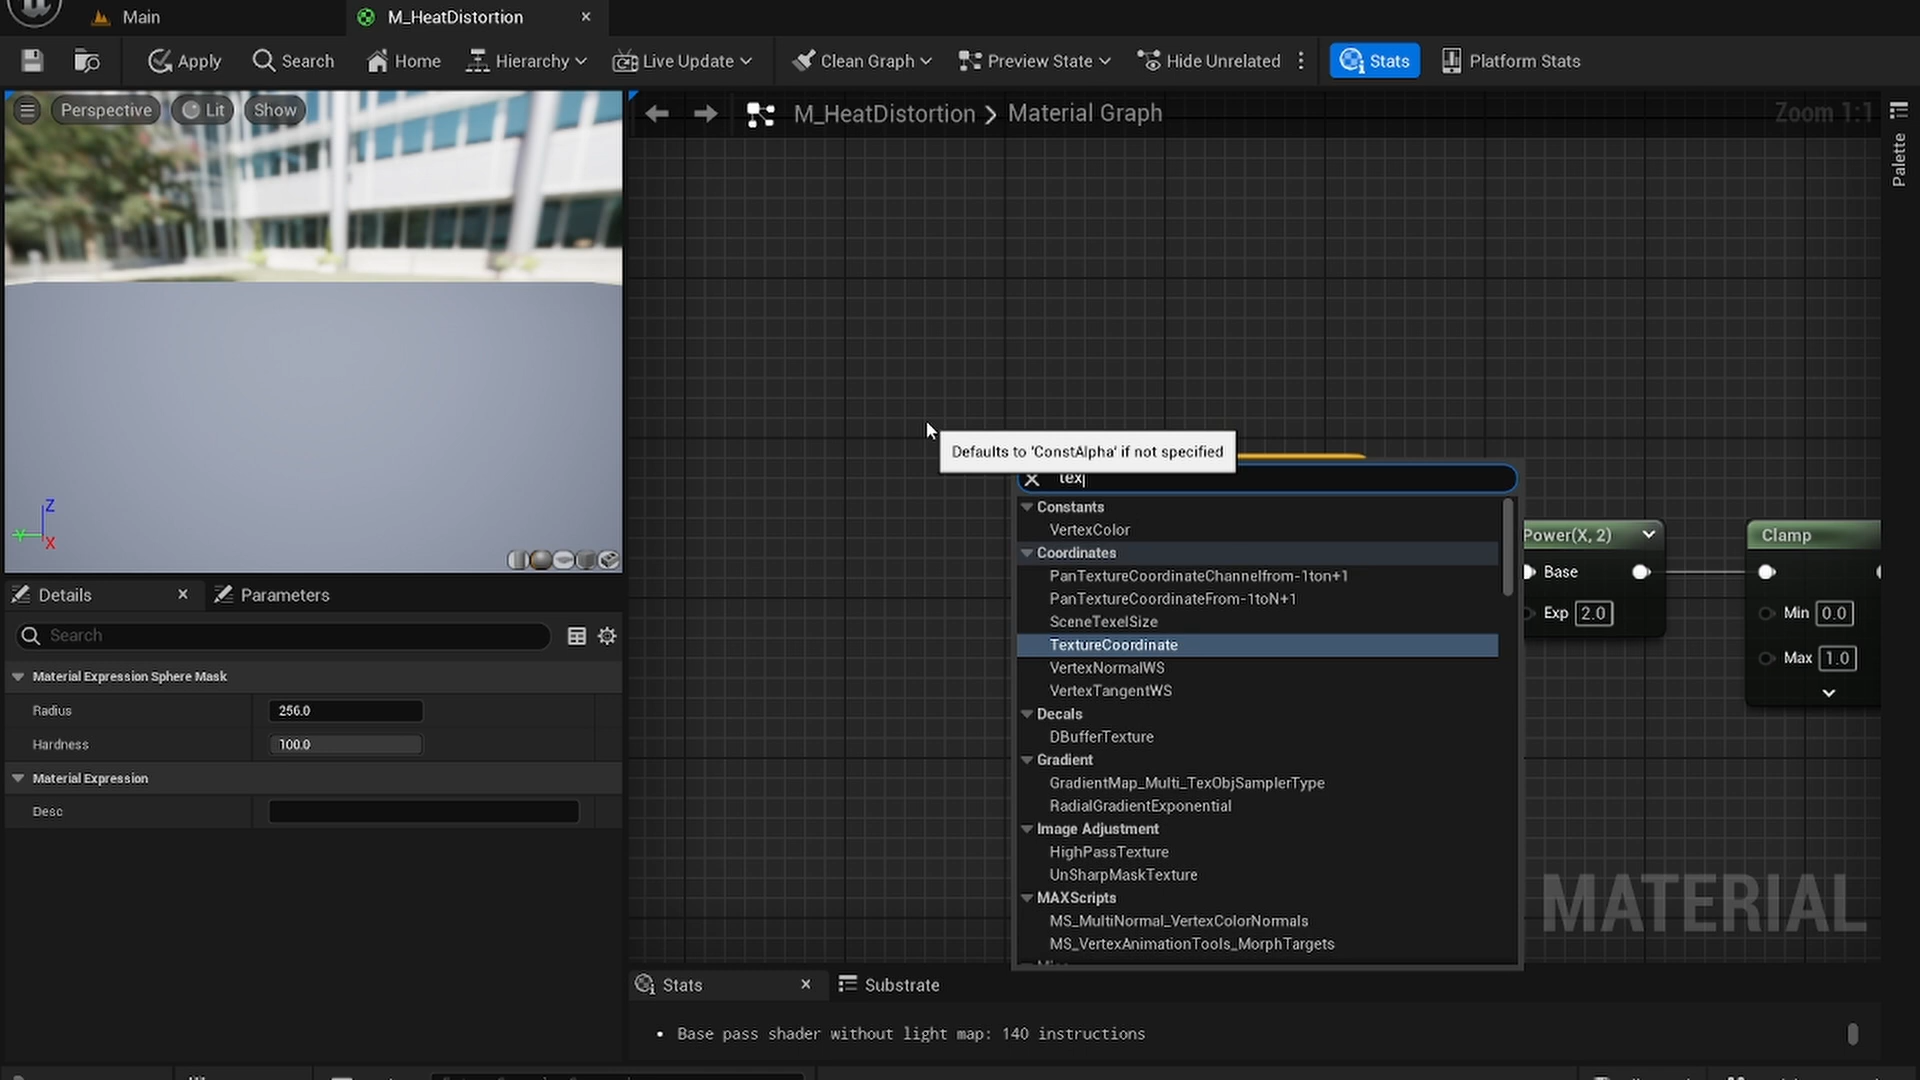 Main
M_HeatDistortion
Apply
Search
Home
Hierarchy
Live Update
Clean Graph
Preview State
Hide Unrelated
Stats
Platform Stats
Perspective
Lit
Show
M_HeatDistortion
Material Graph
Zoom 1:1
Palette
Defaults to 'ConstAlpha' if not specified
tex
Constants
VertexColor
Coordinates
PanTextureCoordinateChannelfrom-1ton+1
PanTextureCoordinateFrom-1toN+1
SceneTexelSize
TextureCoordinate
VertexNormalWS
VertexTangentWS
Decals
DBufferTexture
Gradient
GradientMap_Multi_TexObjSamplerType
RadialGradientExponential
Image Adjustment
HighPassTexture
UnSharpMaskTexture
MAXScripts
MS_MultiNormal_VertexColorNormals
MS_VertexAnimationTools_MorphTargets
Power(X, 2)
Base
Exp 2.0
Clamp
Min 0.0
Max 1.0
Z
Y
X
Details
Parameters
Search
Material Expression Sphere Mask
Radius 256.0
Hardness 100.0
Material Expression
Desc
MATERIAL
Stats
Substrate
Base pass shader without light map: 140 instructions